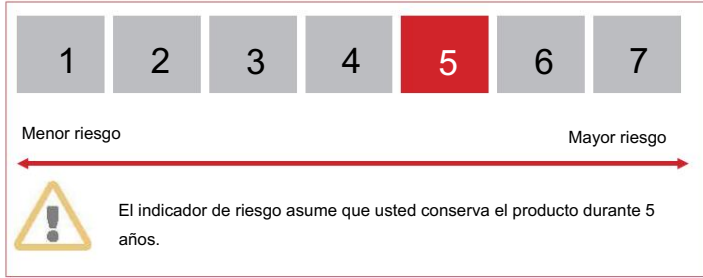 1 2 3 4 5 6 7
Menor riesgo Mayor riesgo
El indicador de riesgo asume que usted conserva el producto durante 5
años.